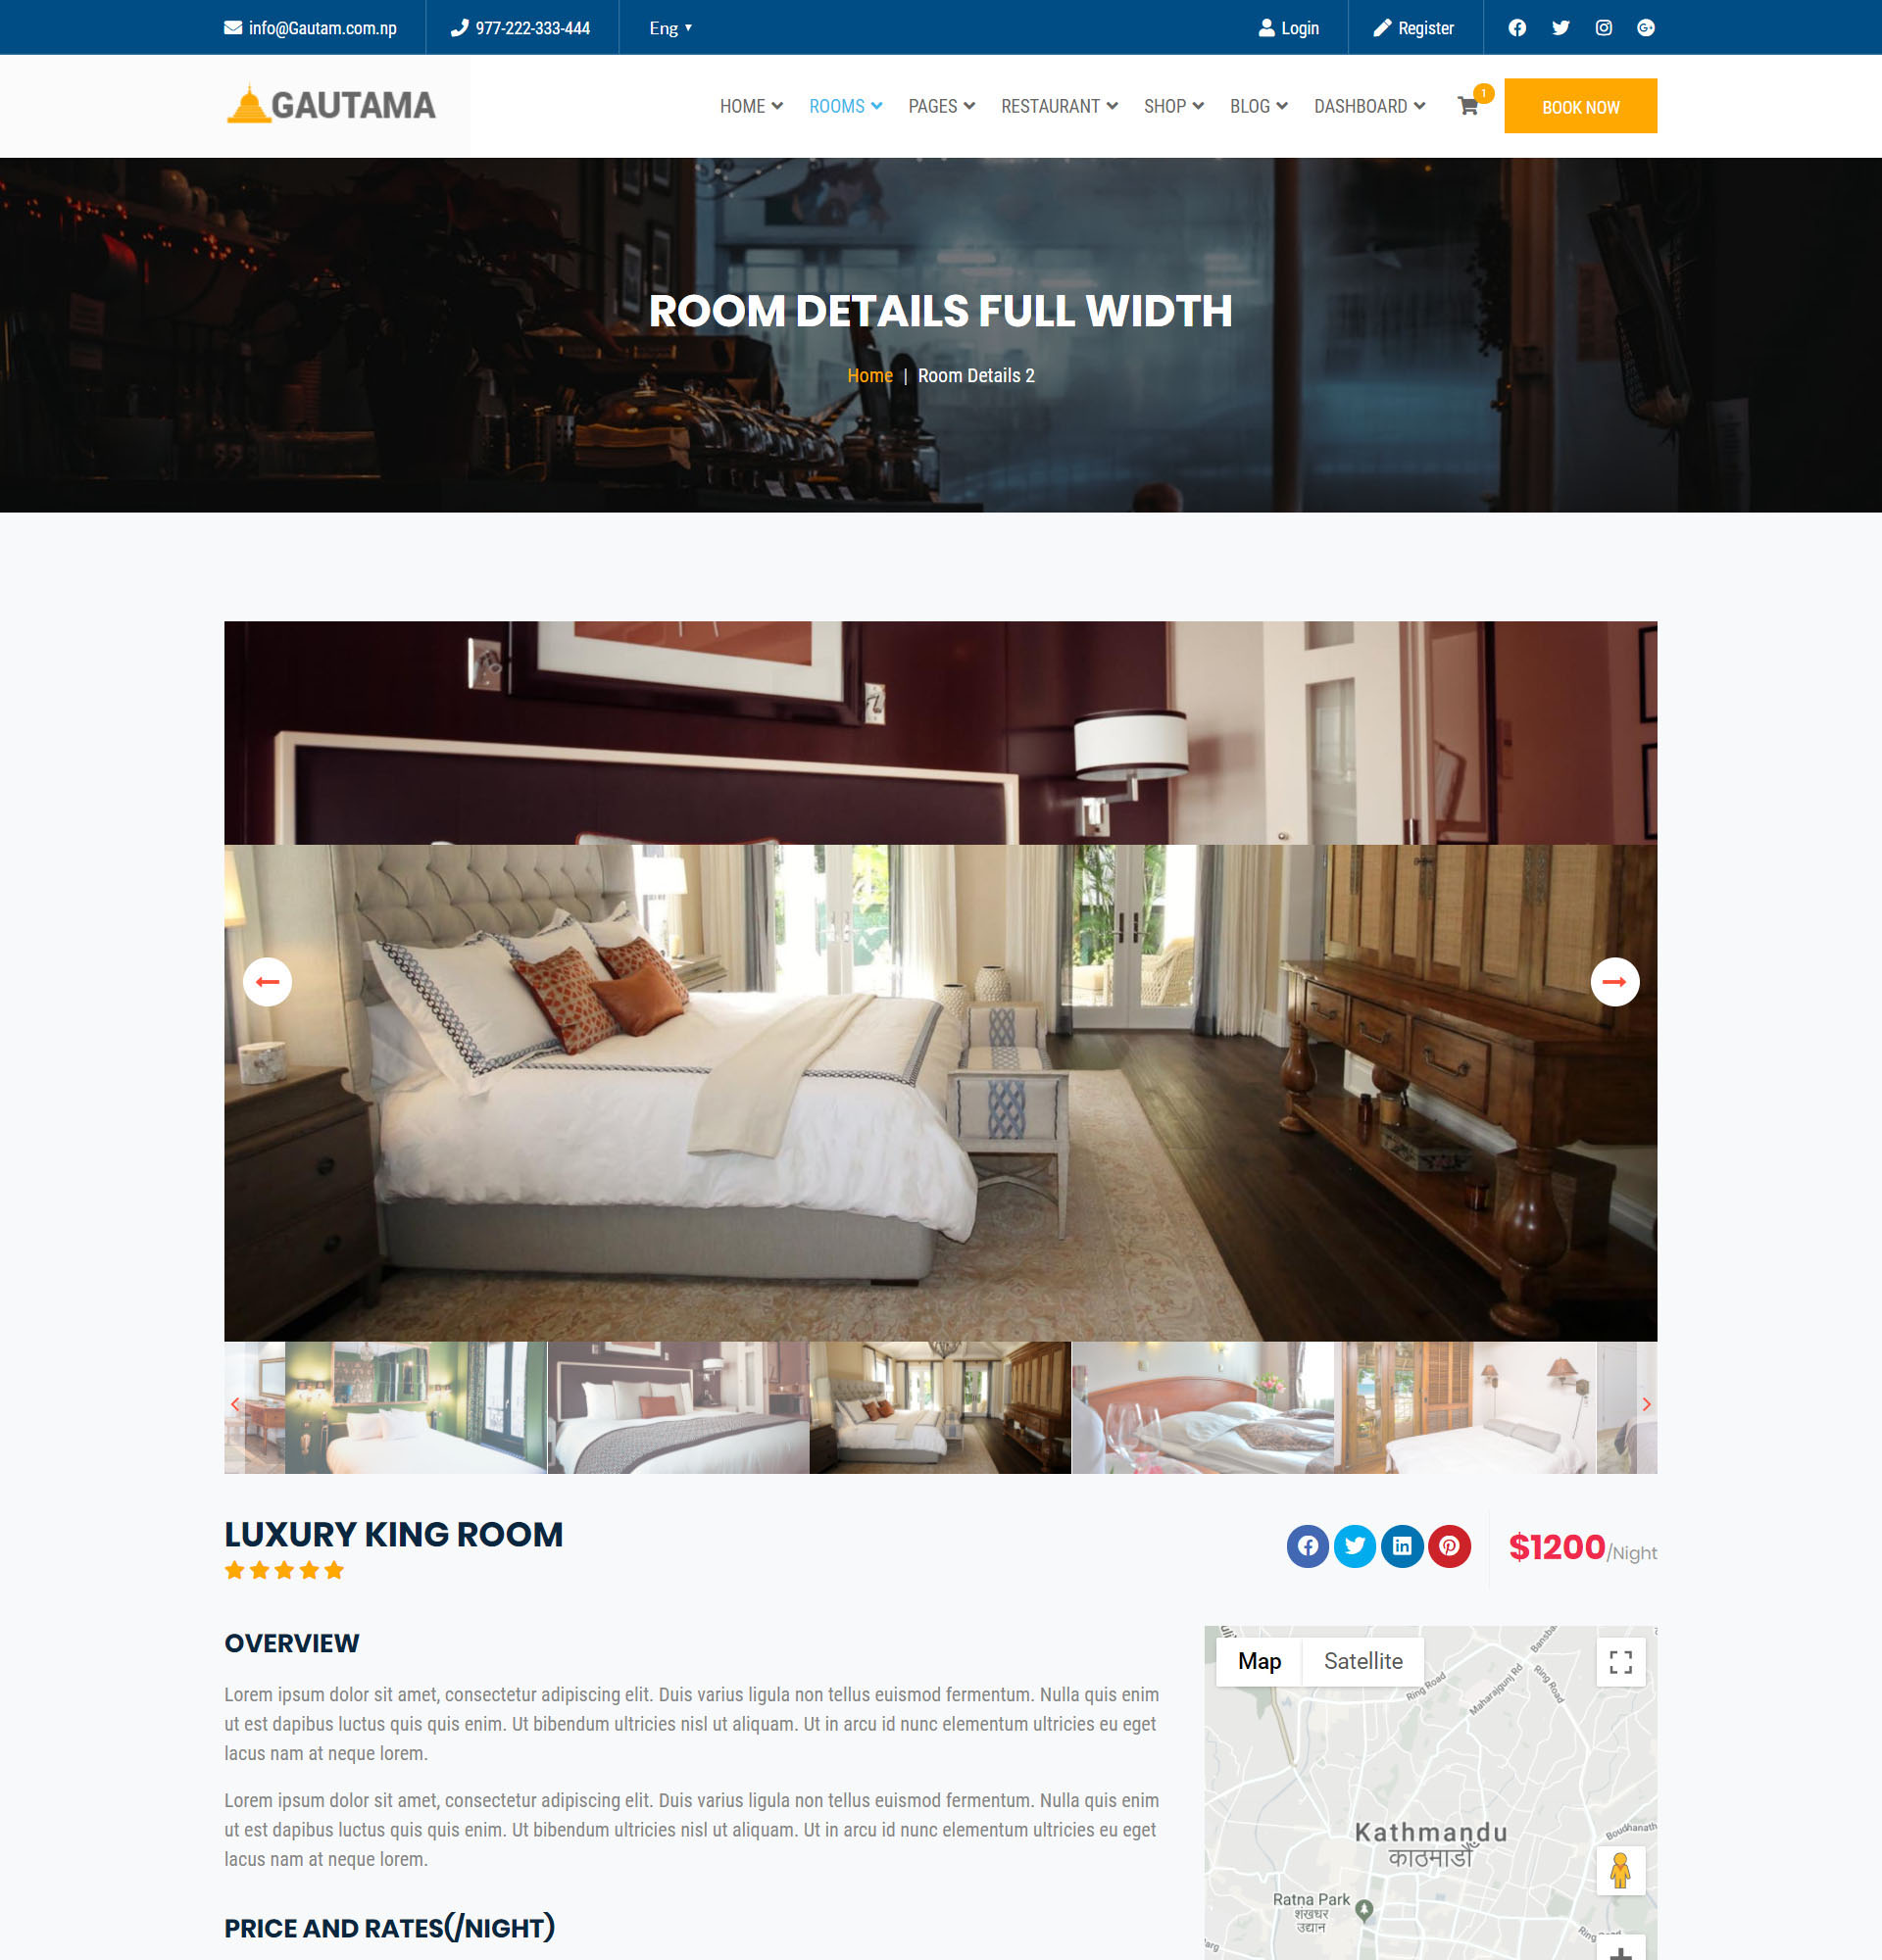 info@Gautam.com.np
977-222-333-444
Eng
Login
Register
GAUTAMA
HOME
ROOMS
PAGES
RESTAURANT
SHOP
BLOG
DASHBOARD
1
BOOK NOW
ROOM DETAILS FULL WIDTH
Home | Room Details 2
LUXURY KING ROOM
$1200/Night
OVERVIEW
Lorem ipsum dolor sit amet, consectetur adipiscing elit. Duis varius ligula non tellus euismod fermentum. Nulla quis enim
ut est dapibus luctus quis quis enim. Ut bibendum ultricies nisl ut aliquam. Ut in arcu id nunc elementum ultricies eu eget
lacus nam at neque lorem.
Lorem ipsum dolor sit amet, consectetur adipiscing elit. Duis varius ligula non tellus euismod fermentum. Nulla quis enim
ut est dapibus luctus quis quis enim. Ut bibendum ultricies nisl ut aliquam. Ut in arcu id nunc elementum ultricies eu eget
lacus nam at neque lorem.
PRICE AND RATES(/NIGHT)
Map
Satellite
Ring Road
Maharajgunj Rd
Ring Road
Bansba
Kathmandu
काठमाडौं
Boudhanath
Ratna Park
शंखधर
उद्यान